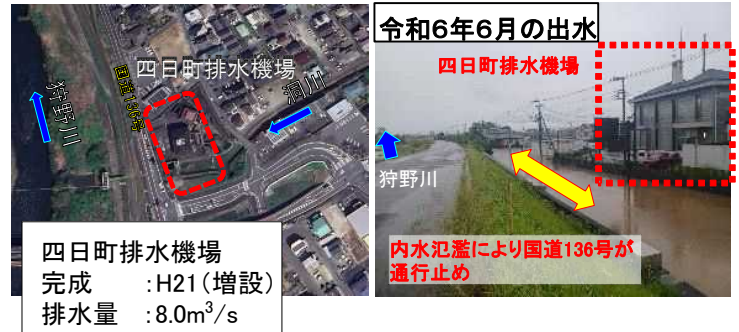 四日町排水機場
国道136号
狩野川
洞川
四日町排水機場
完成　　：H21（増設）
排水量　：8.0m³/s
令和6年6月の出水
四日町排水機場
狩野川
内水氾濫により国道136号が
通行止め